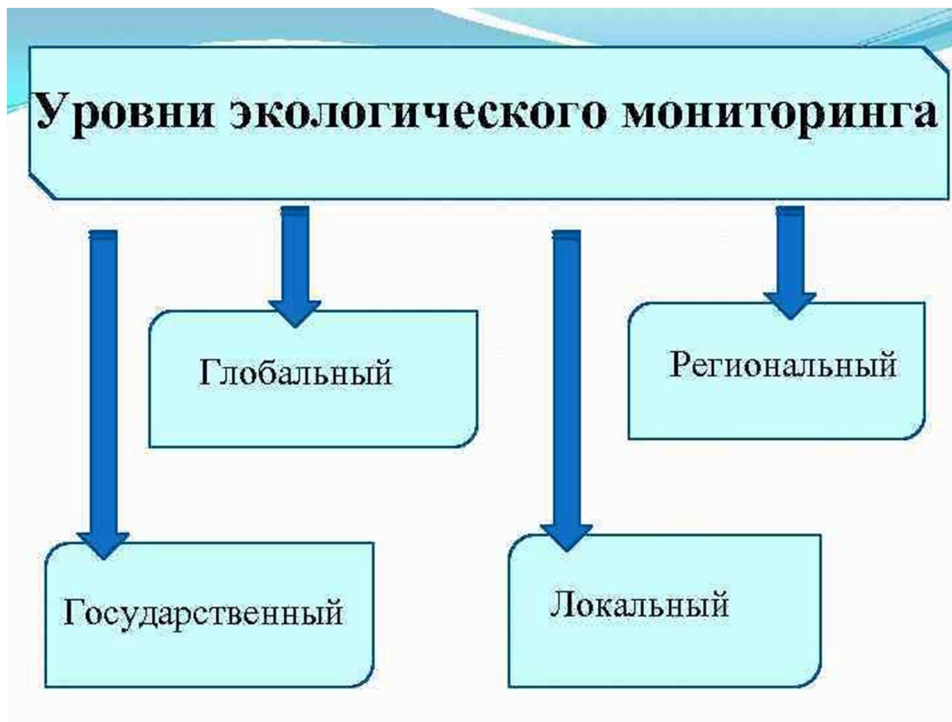 Уровни экологического мониторинга
Глобальный
Региональный
Государственный
Локальный